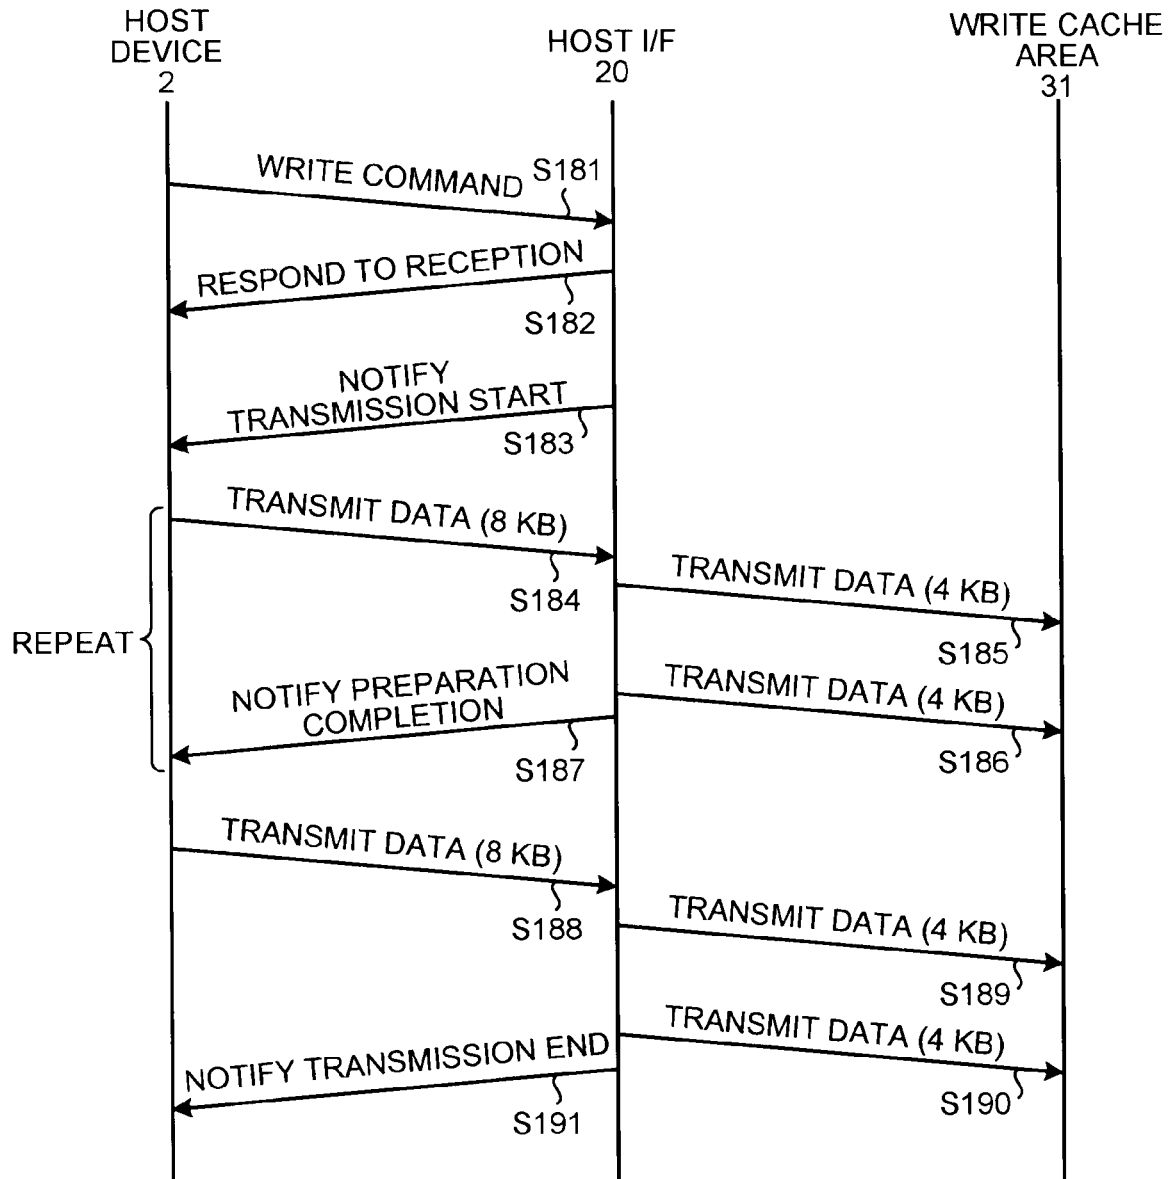 HOST
DEVICE
2
HOST I/F
20
WRITE CACHE
AREA
31
WRITE COMMAND
S181
RESPOND TO RECEPTION
S182
NOTIFY
TRANSMISSION START
S183
TRANSMIT DATA (8 KB)
S184
TRANSMIT DATA (4 KB)
S185
REPEAT
NOTIFY PREPARATION
COMPLETION
S187
TRANSMIT DATA (4 KB)
S186
TRANSMIT DATA (8 KB)
S188
TRANSMIT DATA (4 KB)
S189
TRANSMIT DATA (4 KB)
S190
NOTIFY TRANSMISSION END
S191